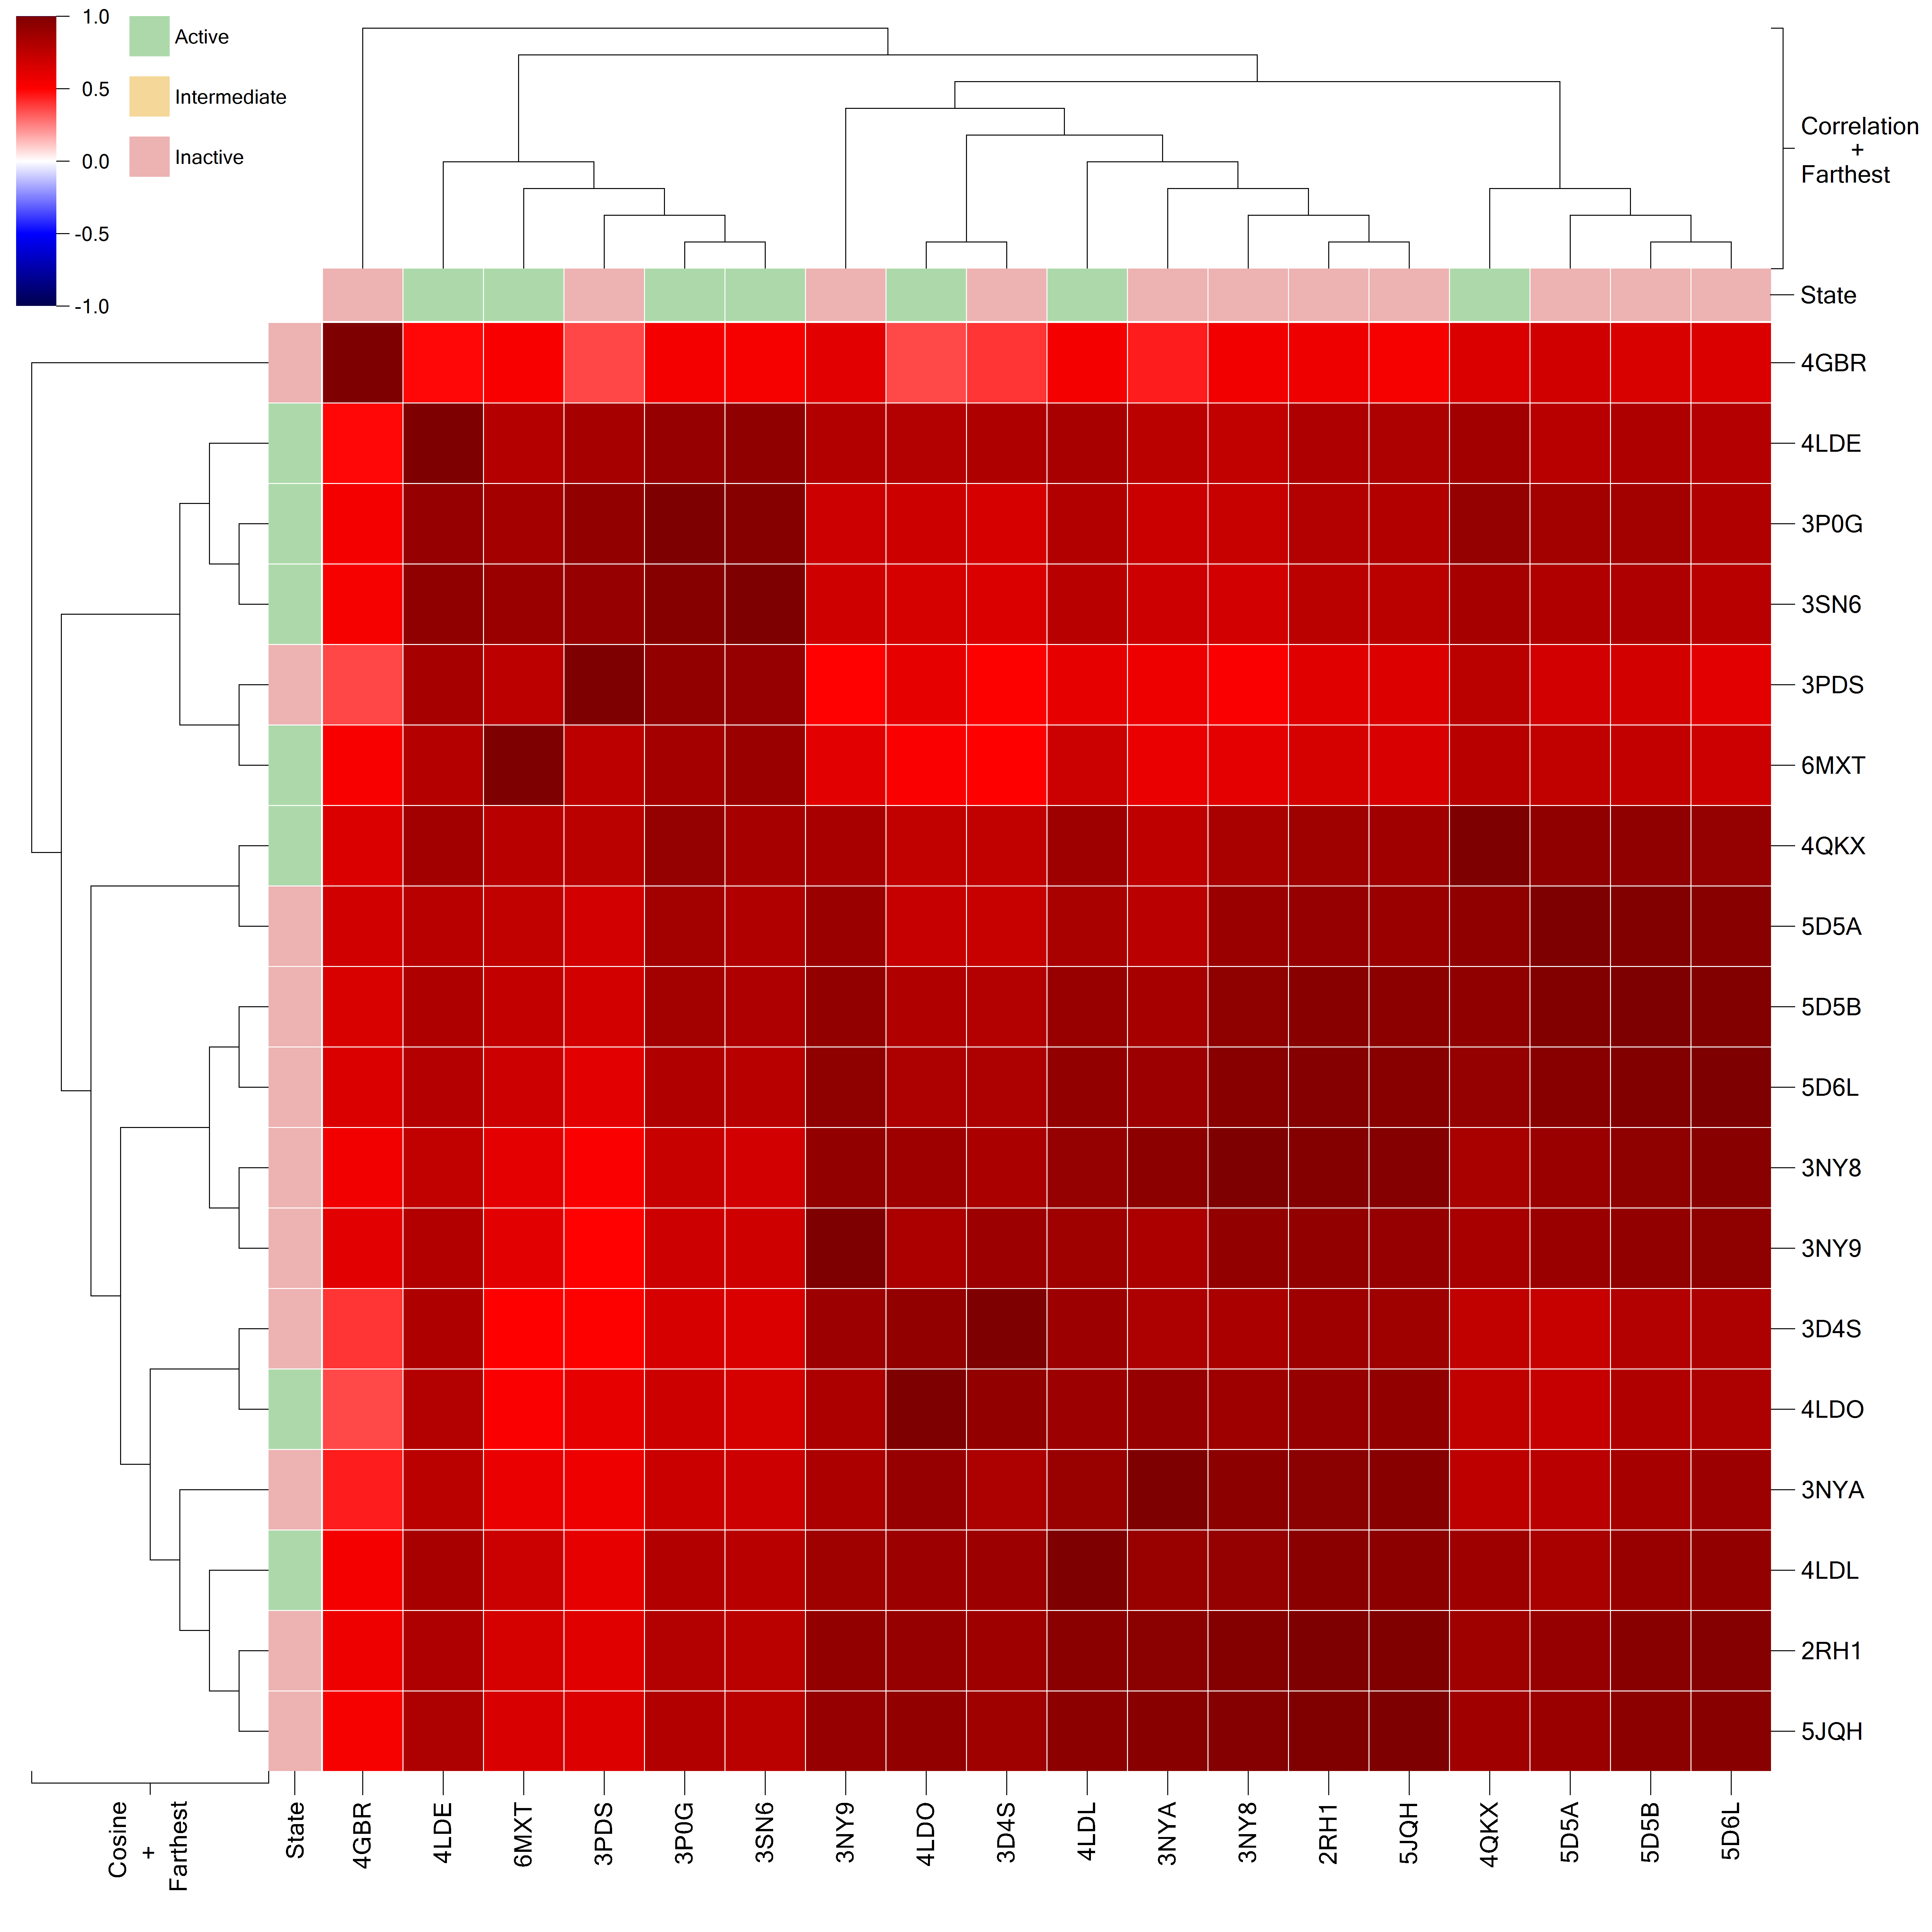 1.0
0.5
0.0
-0.5
-1.0
Active
Intermediate
Inactive
Correlation
+
Farthest
State
4GBR
4LDE
3P0G
3SN6
3PDS
6MXT
4QKX
5D5A
5D5B
5D6L
3NY8
3NY9
3D4S
4LDO
3NYA
4LDL
2RH1
5JQH
Cosine
+
Farthest
State
4GBR
4LDE
6MXT
3PDS
3P0G
3SN6
3NY9
4LDO
3D4S
4LDL
3NYA
3NY8
2RH1
5JQH
4QKX
5D5A
5D5B
5D6L